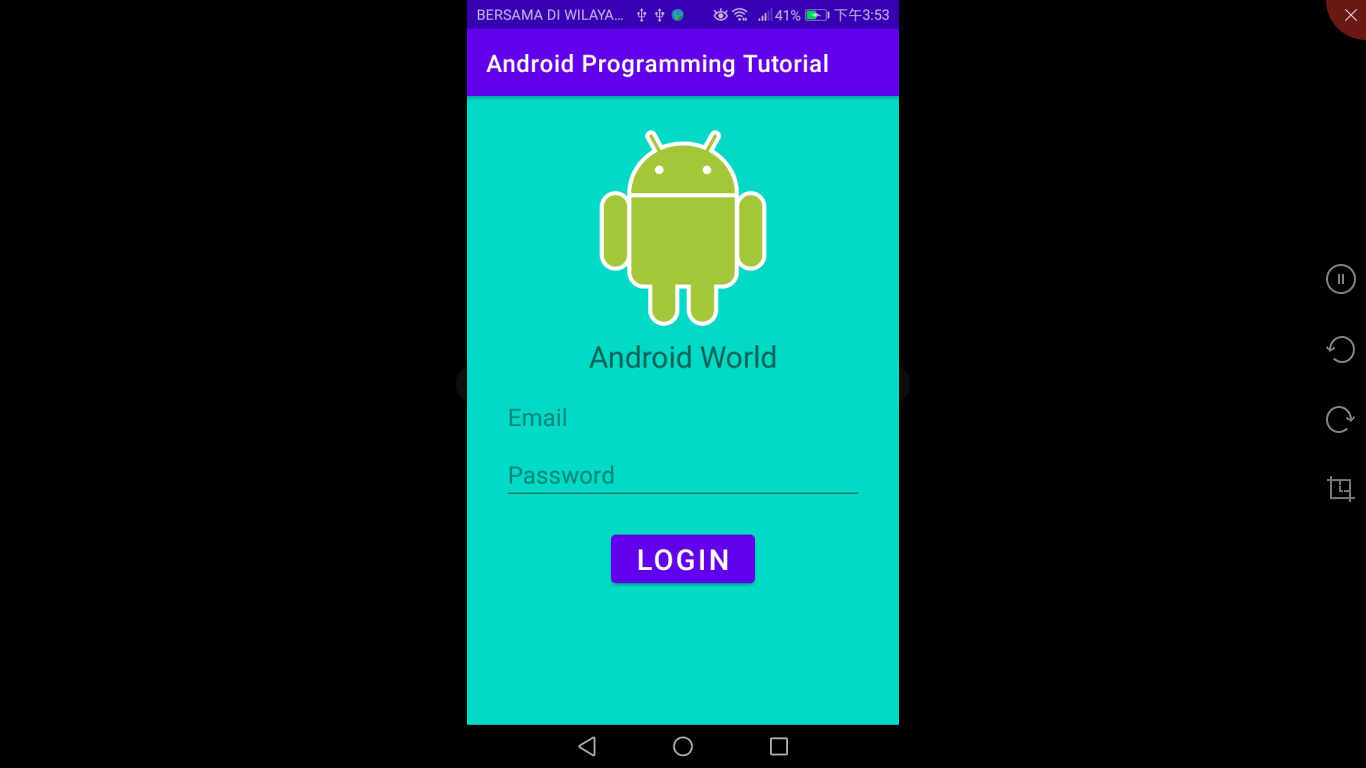 BERSAMA DI WILAYA... 41% 下午3:53
Android Programming Tutorial
Android World
Email
Password
LOGIN